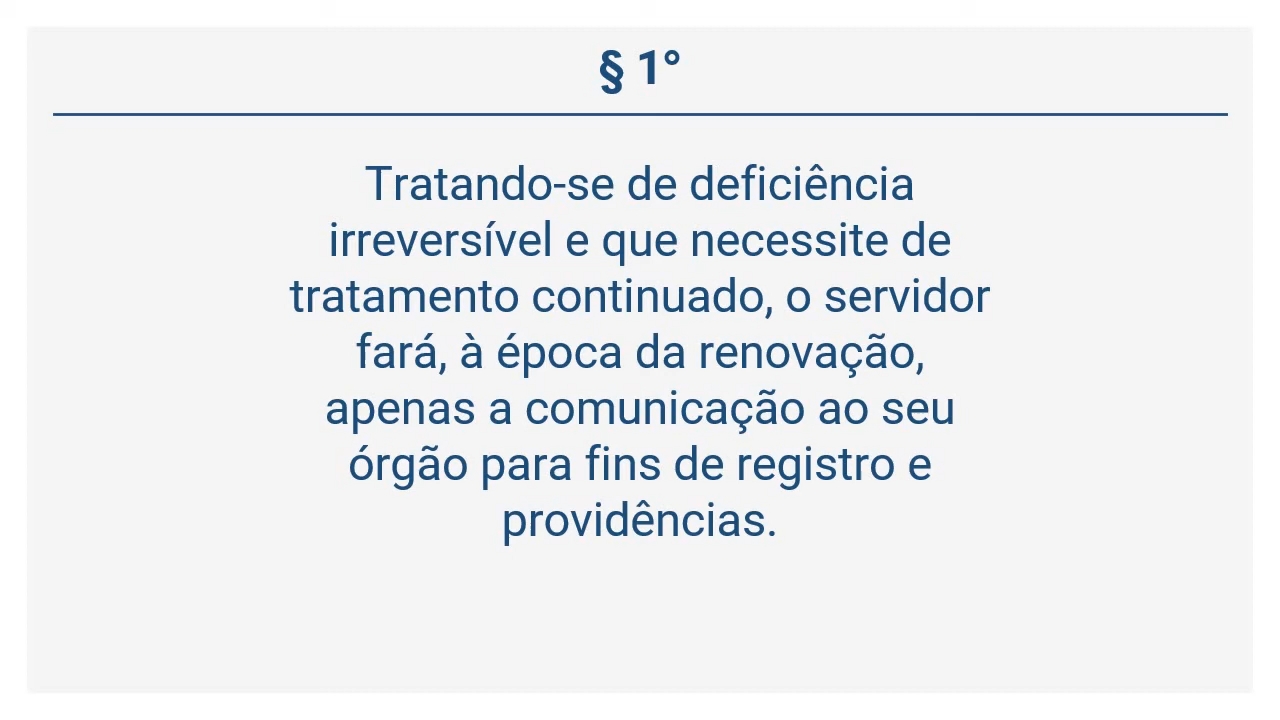 § 1°
Tratando-se de deficiência
irreversível e que necessite de
tratamento continuado, o servidor
fará, à época da renovação,
apenas a comunicação ao seu
órgão para fins de registro e
providências.